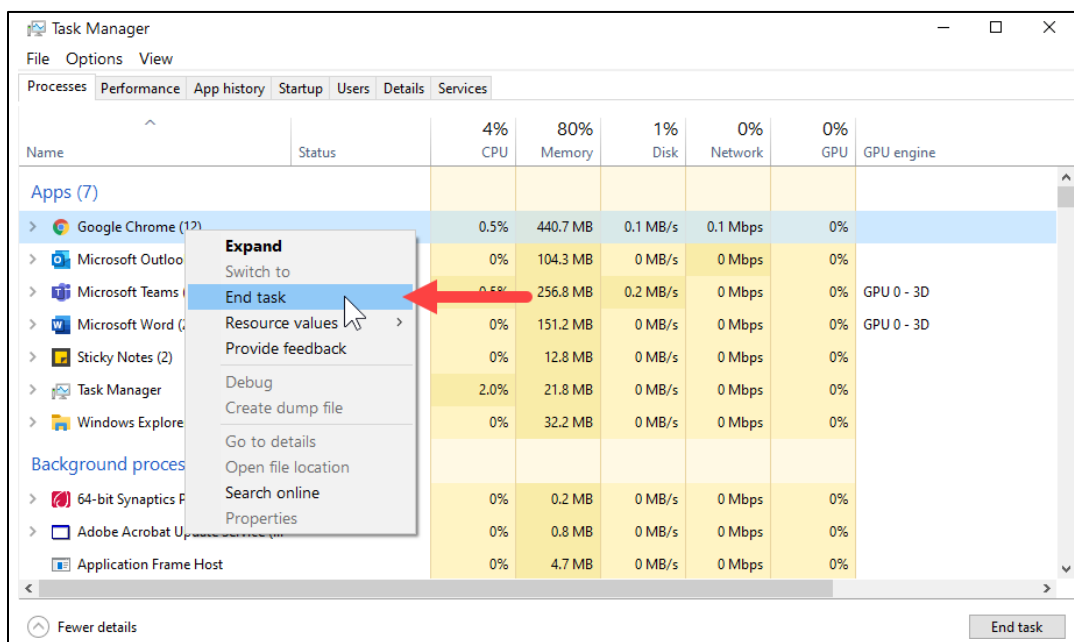 Task Manager
File Options View
Processes Performance App history Startup Users Details Services
4% 80% 1% 0% 0%
Name Status CPU Memory Disk Network GPU GPU engine
Apps (7)
Google Chrome (12) 0.5% 440.7 MB 0.1 MB/s 0.1 Mbps 0%
Microsoft Outloo 0% 104.3 MB 0 MB/s 0 Mbps 0%
Microsoft Teams 0.5% 256.8 MB 0.2 MB/s 0 Mbps 0% GPU 0 - 3D
Microsoft Word (2 0% 151.2 MB 0 MB/s 0 Mbps 0% GPU 0 - 3D
Sticky Notes (2) 0% 12.8 MB 0 MB/s 0 Mbps 0%
Task Manager 2.0% 21.8 MB 0 MB/s 0 Mbps 0%
Windows Explore 0% 32.2 MB 0 MB/s 0 Mbps 0%
Background proces
64-bit Synaptics P 0% 0.2 MB 0 MB/s 0 Mbps 0%
Adobe Acrobat Update Service (... 0% 0.8 MB 0 MB/s 0 Mbps 0%
Application Frame Host 0% 4.7 MB 0 MB/s 0 Mbps 0%
Expand
Switch to
End task
Resource values
Provide feedback
Debug
Create dump file
Go to details
Open file location
Search online
Properties
Fewer details End task